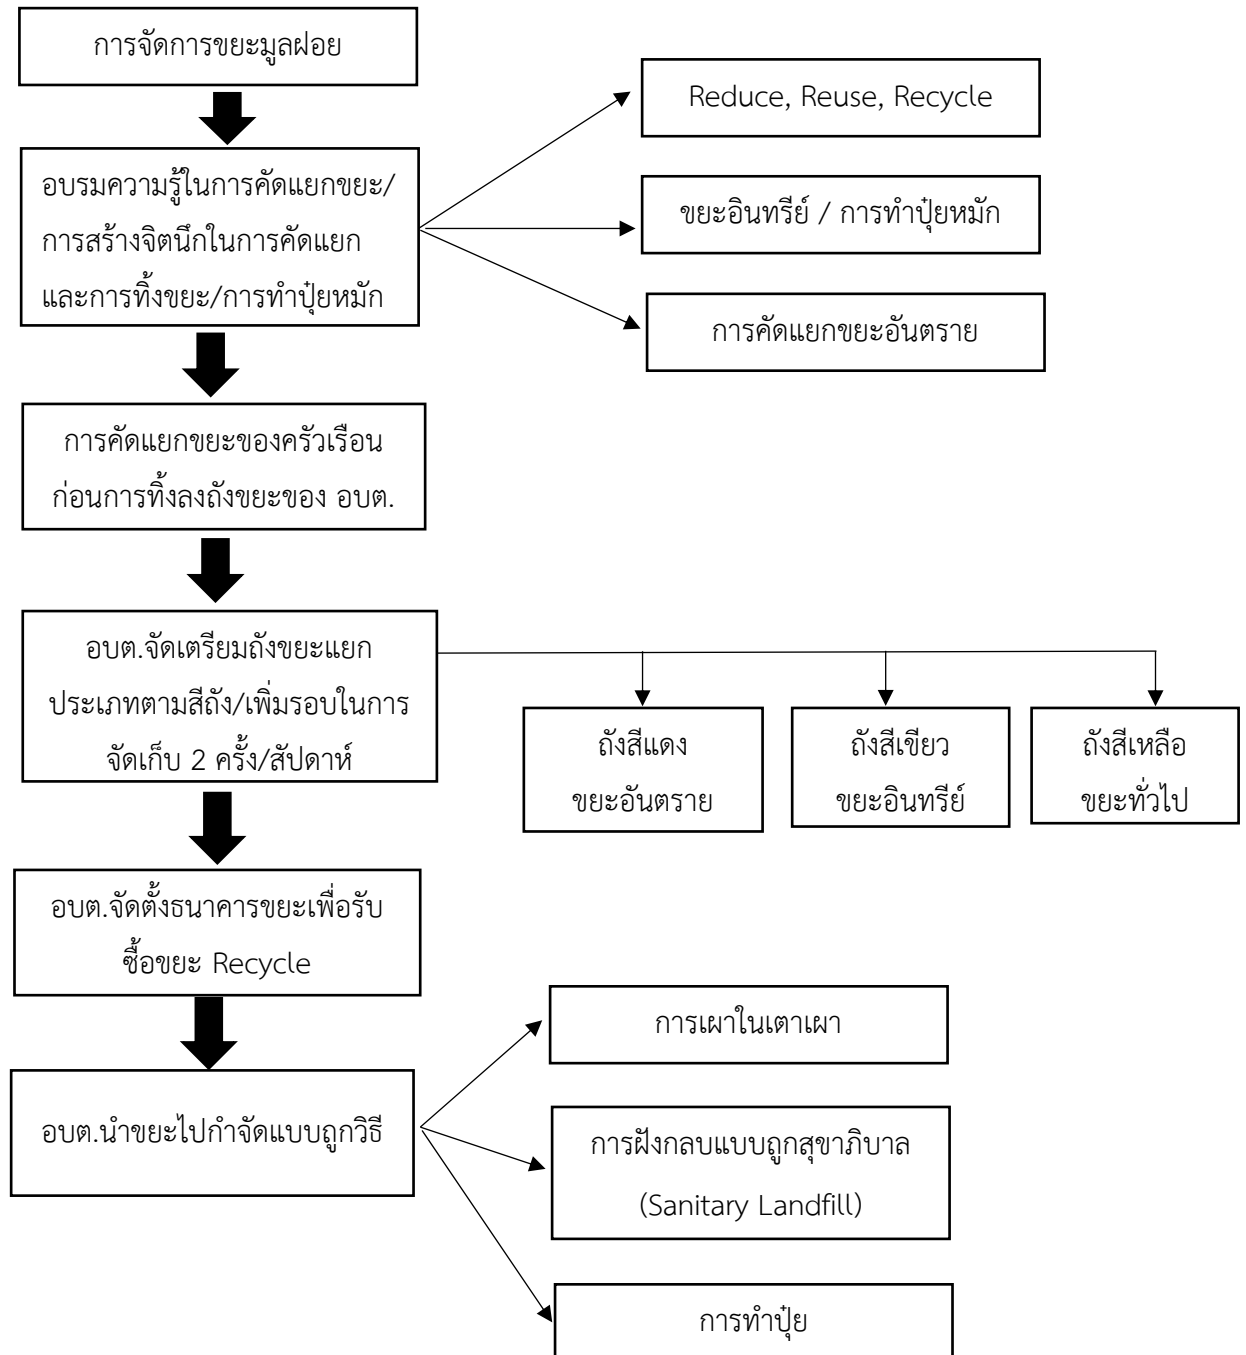 การจัดการขยะมูลฝอย
Reduce, Reuse, Recycle
อบรมความรู้ในการคัดแยกขยะ/
การสร้างจิตนึกในการคัดแยก
และการทิ้งขยะ/การทำปุ๋ยหมัก
ขยะอินทรีย์ / การทำปุ๋ยหมัก
การคัดแยกขยะอันตราย
การคัดแยกขยะของครัวเรือน
ก่อนการทิ้งลงถังขยะของ อบต.
อบต.จัดเตรียมถังขยะแยก
ประเภทตามสีถัง/เพิ่มรอบในการ
จัดเก็บ 2 ครั้ง/สัปดาห์
ถังสีแดง
ขยะอันตราย
ถังสีเขียว
ขยะอินทรีย์
ถังสีเหลือ
ขยะทั่วไป
อบต.จัดตั้งธนาคารขยะเพื่อรับ
ซื้อขยะ Recycle
อบต.นำขยะไปกำจัดแบบถูกวิธี
การเผาในเตาเผา
การฝังกลบแบบถูกสุขาภิบาล
(Sanitary Landfill)
การทำปุ๋ย